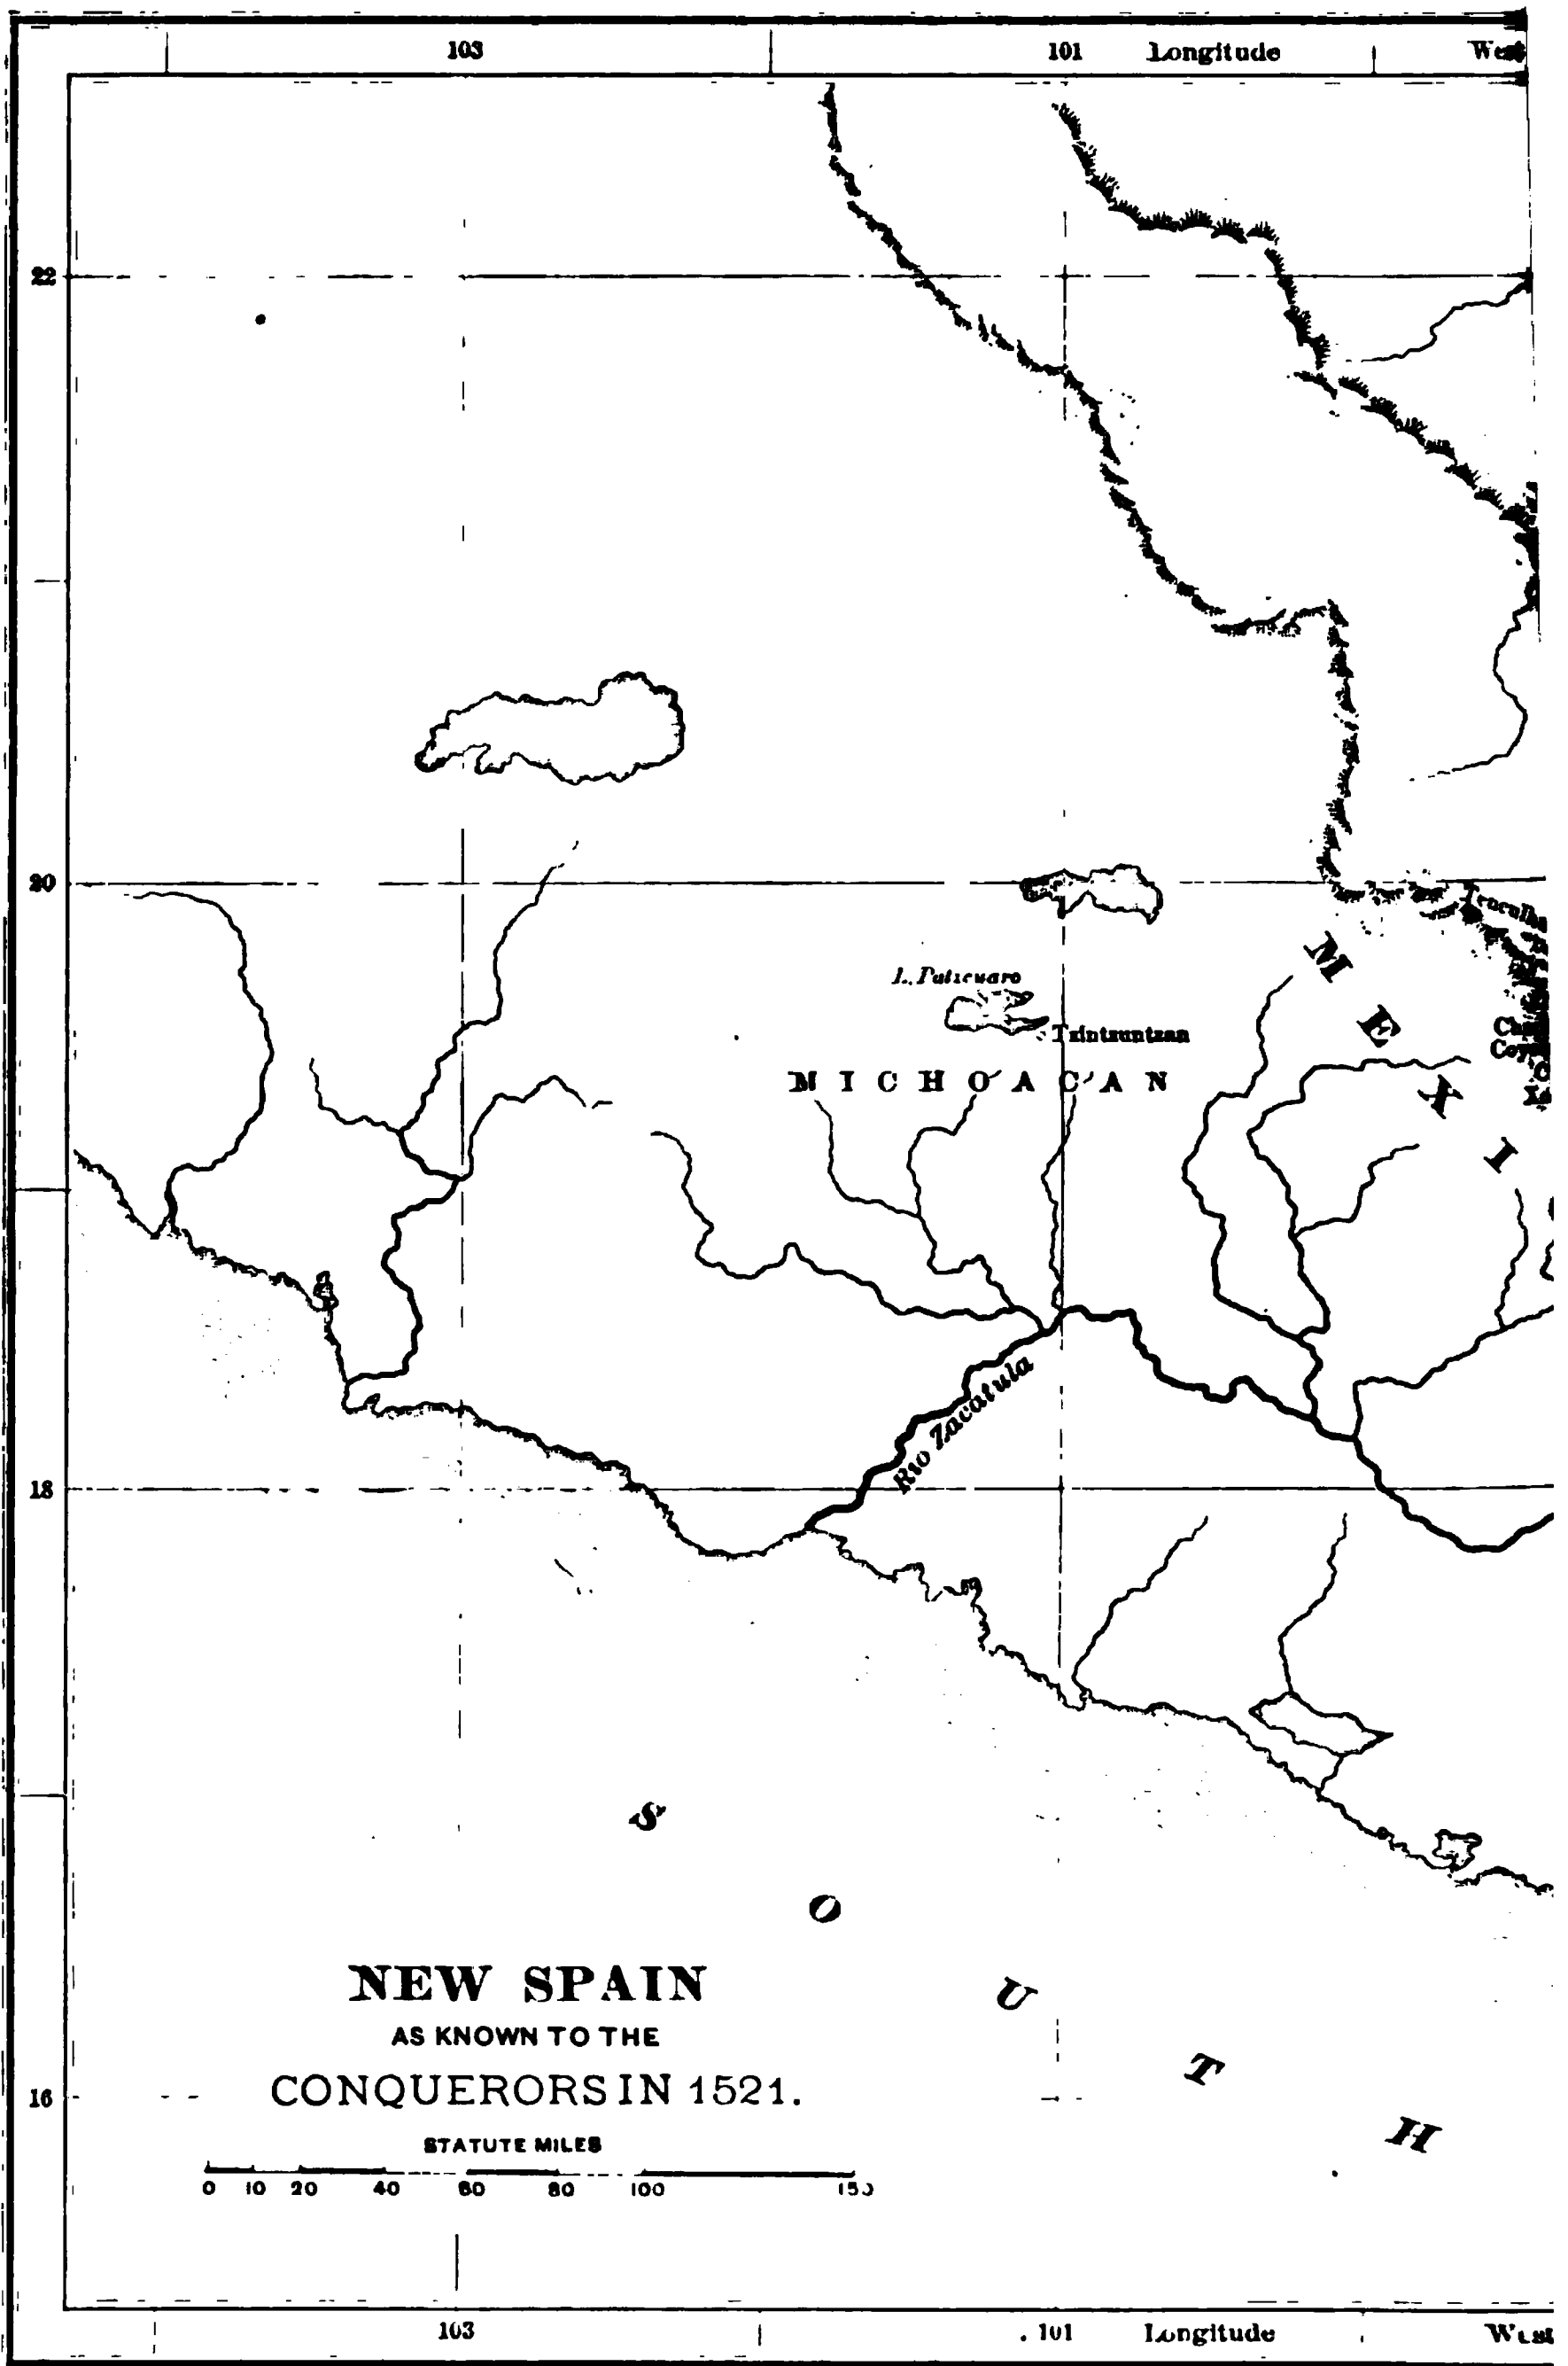 103 101 Longitude West
22
20
L. Patzcuaro
Tzintzuntzan
MICHOACAN
MEXI
Rio Zacatula
18
SOUTH
NEW SPAIN
AS KNOWN TO THE
CONQUERORS IN 1521.
16
STATUTE MILES
0 10 20 40 60 80 100 150
103 101 Longitude West